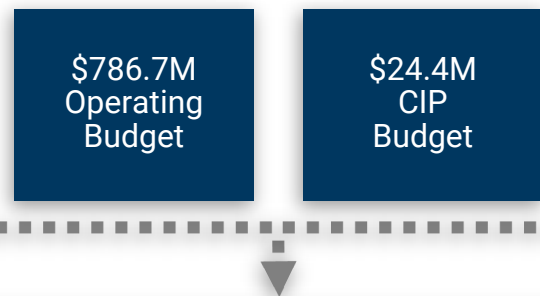 $786.7M
Operating
Budget
$24.4M
CIP
Budget